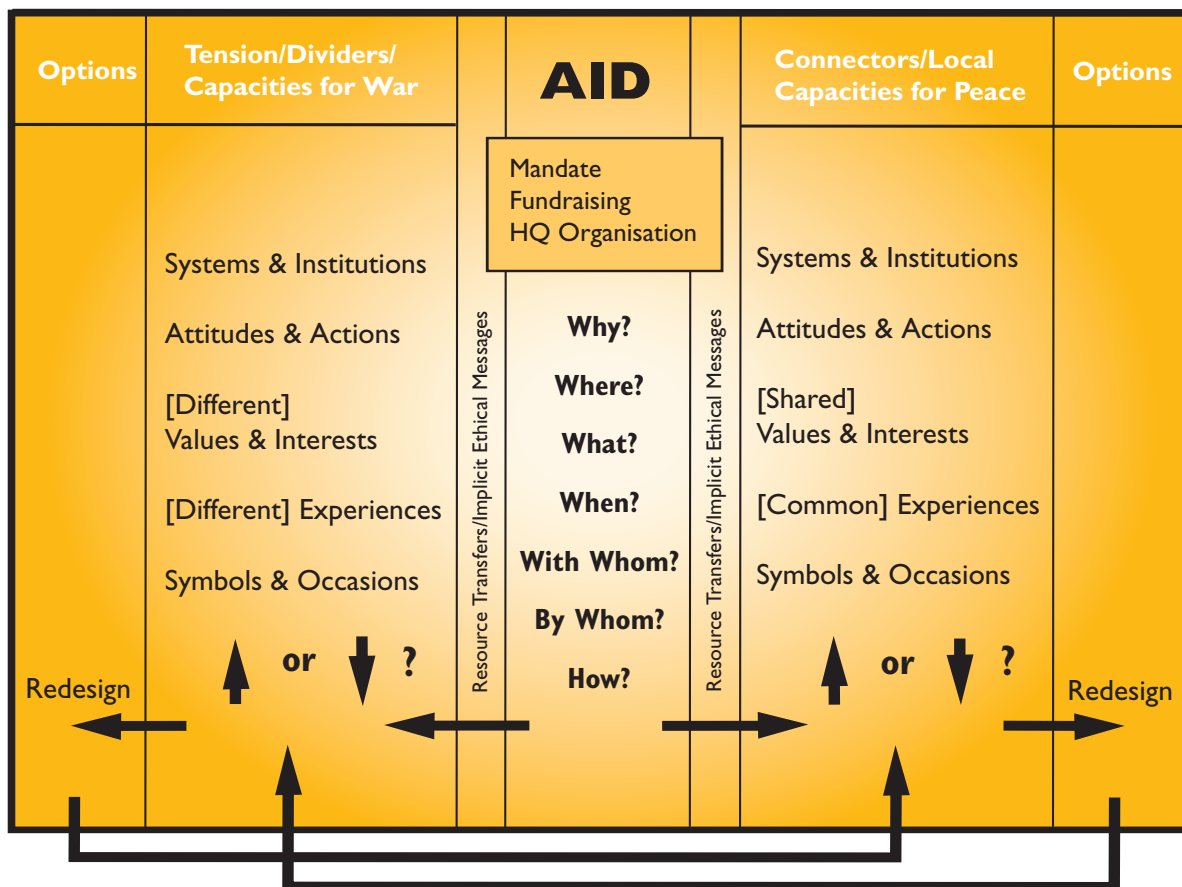 Options
Tension/Dividers/
Capacities for War
AID
Connectors/Local
Capacities for Peace
Options
Mandate
Fundraising
HQ Organisation
Systems & Institutions
Attitudes & Actions
[Different]
Values & Interests
[Different] Experiences
Symbols & Occasions
or ?
Redesign
Resource Transfers/Implicit Ethical Messages
Why?
Where?
What?
When?
With Whom?
By Whom?
How?
Resource Transfers/Implicit Ethical Messages
Systems & Institutions
Attitudes & Actions
[Shared]
Values & Interests
[Common] Experiences
Symbols & Occasions
or ?
Redesign